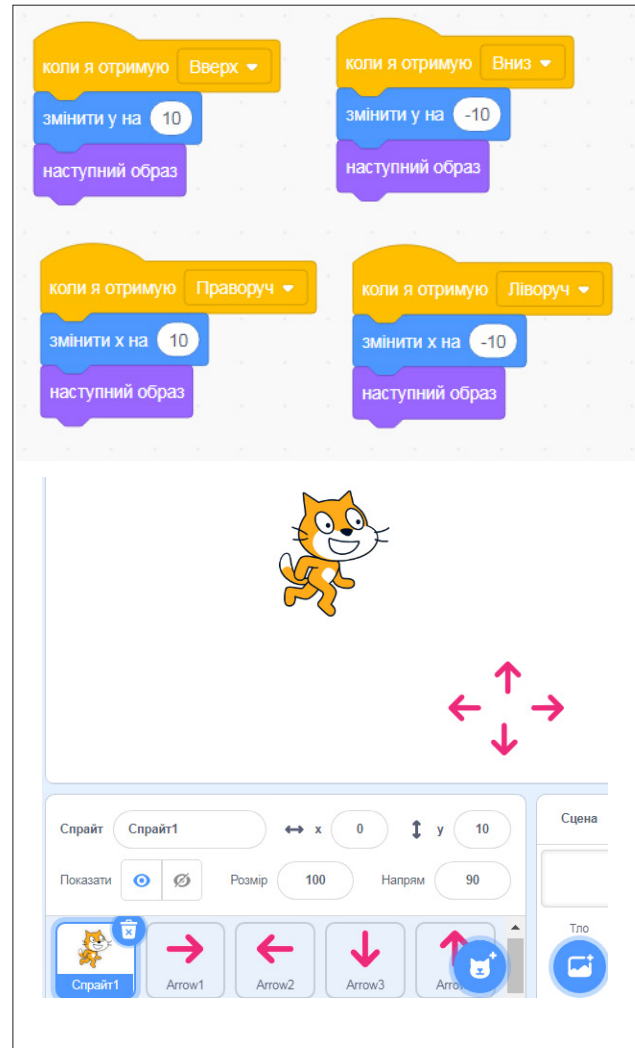 коли я отримую Вверх
змінити y на 10
наступний образ
коли я отримую Вниз
змінити y на -10
наступний образ
коли я отримую Праворуч
змінити x на 10
наступний образ
коли я отримую Ліворуч
змінити x на -10
наступний образ
Спрайт Спрайт1 x 0 y 10
Показати Розмір 100 Напрям 90
Спрайт1 Arrow1 Arrow2 Arrow3
Сцена
Тло